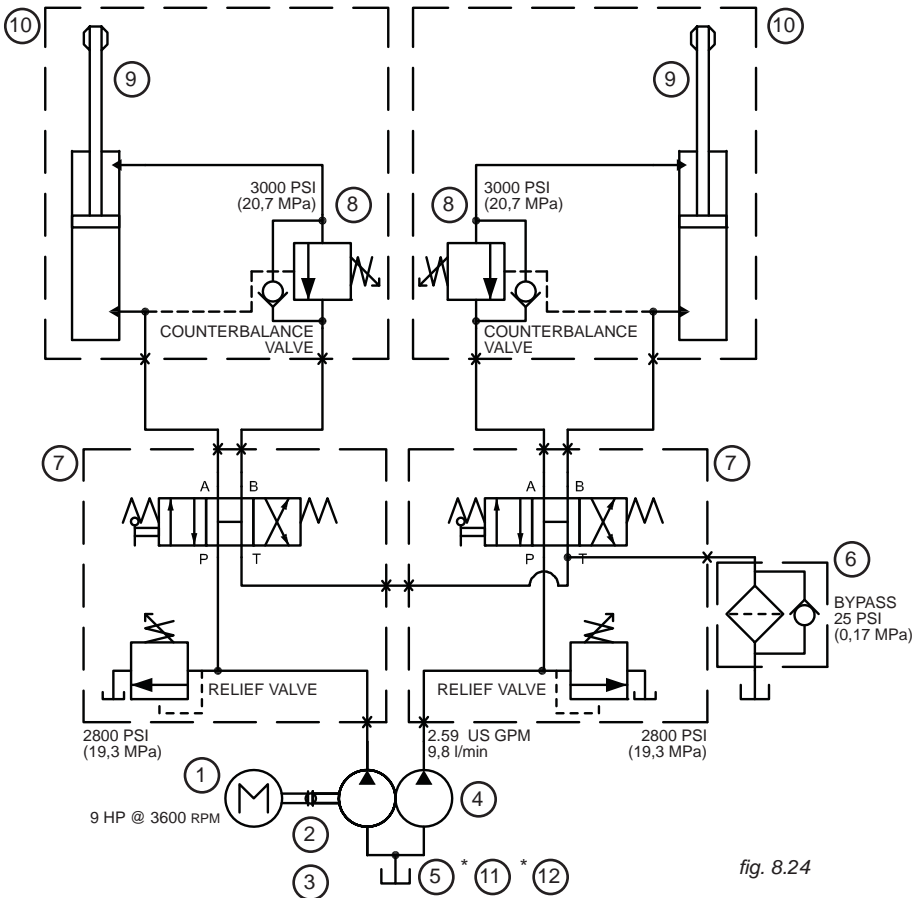 10
10
9
9
3000 PSI
(20,7 MPa)
8
8
3000 PSI
(20,7 MPa)
COUNTERBALANCE
VALVE
COUNTERBALANCE
VALVE
7
7
A B
A B
P T
P T
6
BYPASS
25 PSI
(0,17 MPa)
RELIEF VALVE
RELIEF VALVE
2800 PSI
(19,3 MPa)
2.59 US GPM
9,8 l/min
2800 PSI
(19,3 MPa)
1
M
4
9 HP @ 3600 RPM
2
3
5 * 11 * 12
fig. 8.24